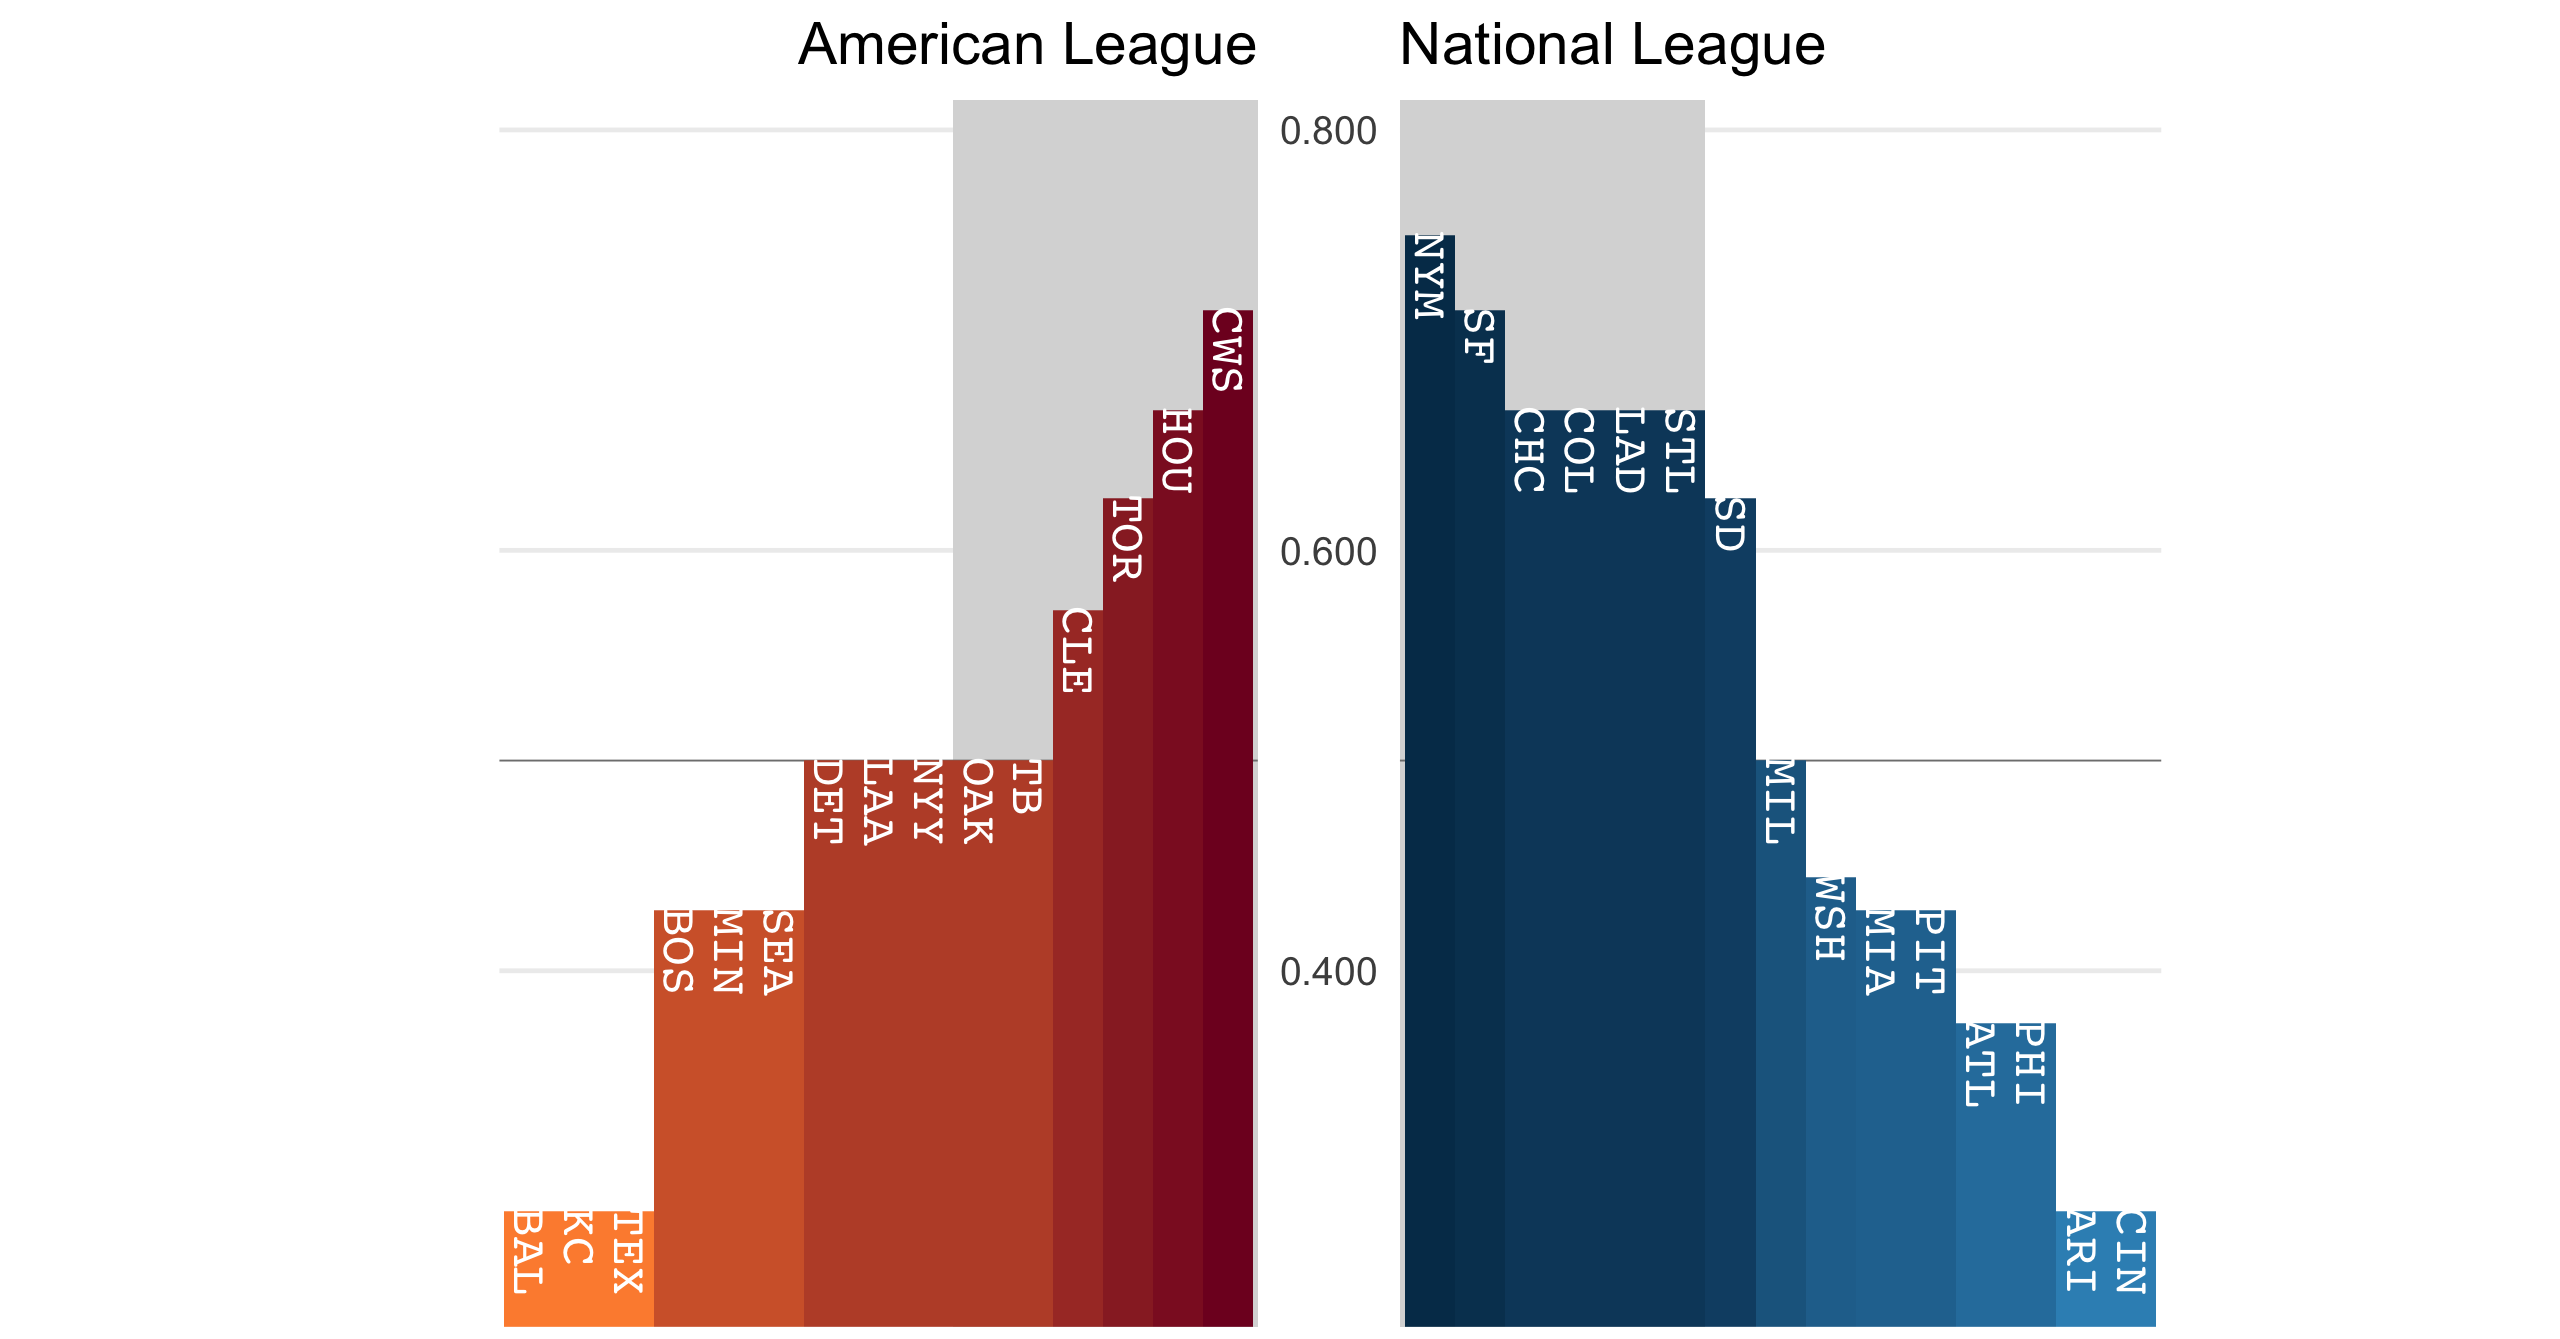 American League
National League
0.800
0.600
0.400
BAL
KC
TEX
BOS
MIN
SEA
DET
LAA
NYY
OAK
TB
CLE
TOR
HOU
CWS
NYM
SF
CHC
COL
LAD
STL
SD
MIL
WSH
MIA
PIT
ATL
PHI
ARI
CIN